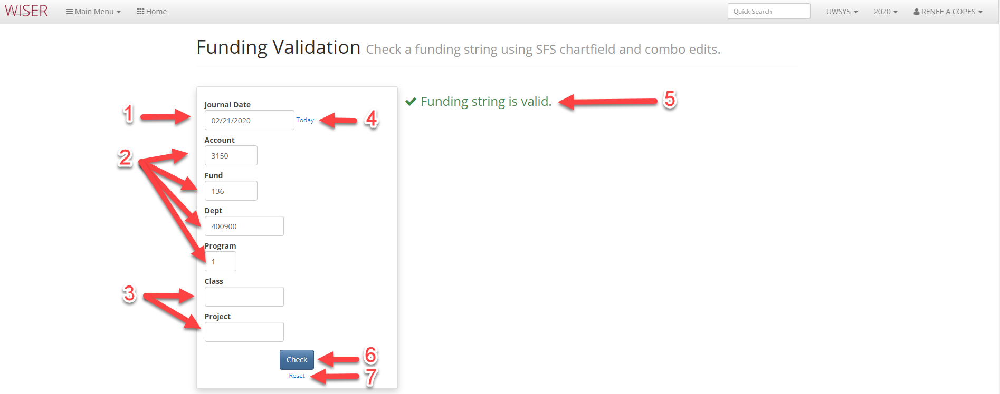 WISER Main Menu Home Quick Search UWSYS 2020 RENEE A COPES
Funding Validation Check a funding string using SFS chartfield and combo edits.
Journal Date
1 02/21/2020 Today 4
Funding string is valid. 5
Account
2 3150
Fund
136
Dept
400900
Program
1
Class
3
Project
Check 6
Reset 7